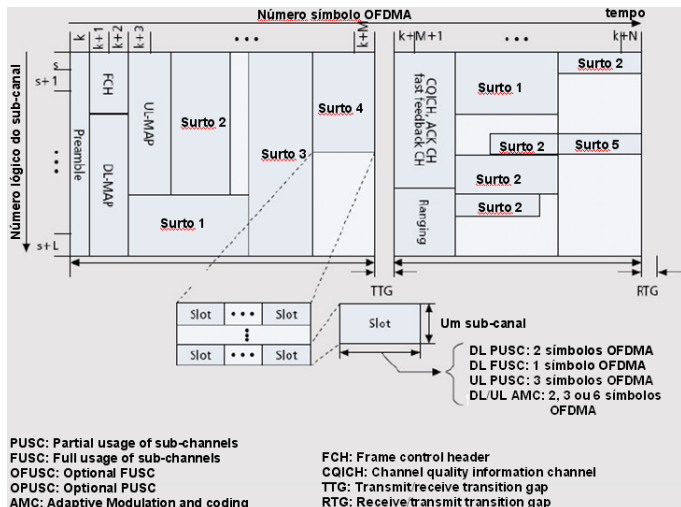 Número símbolo OFDMA
tempo
k
k+1
k+2
k+3
• • •
k+M
k+M+1
• • •
k+N
Número lógico do sub-canal
s
s+1
s+L
Preamble
FCH
DL-MAP
UL-MAP
Surto 2
Surto 1
Surto 3
Surto 4
CQICH, ACK CH
fast feedback CH
Ranging
Surto 1
Surto 2
Surto 2
Surto 5
Surto 2
Surto 2
TTG
RTG
Slot • • • Slot
Slot • • • Slot
Slot
Um sub-canal
DL PUSC: 2 símbolos OFDMA
DL FUSC: 1 símbolo OFDMA
UL PUSC: 3 símbolos OFDMA
DL/UL AMC: 2, 3 ou 6 símbolos
OFDMA
PUSC: Partial usage of sub-channels
FUSC: Full usage of sub-channels
OFUSC: Optional FUSC
OPUSC: Optional PUSC
AMC: Adaptive Modulation and coding
FCH: Frame control header
CQICH: Channel quality information channel
TTG: Transmit/receive transition gap
RTG: Receive/transmit transition gap